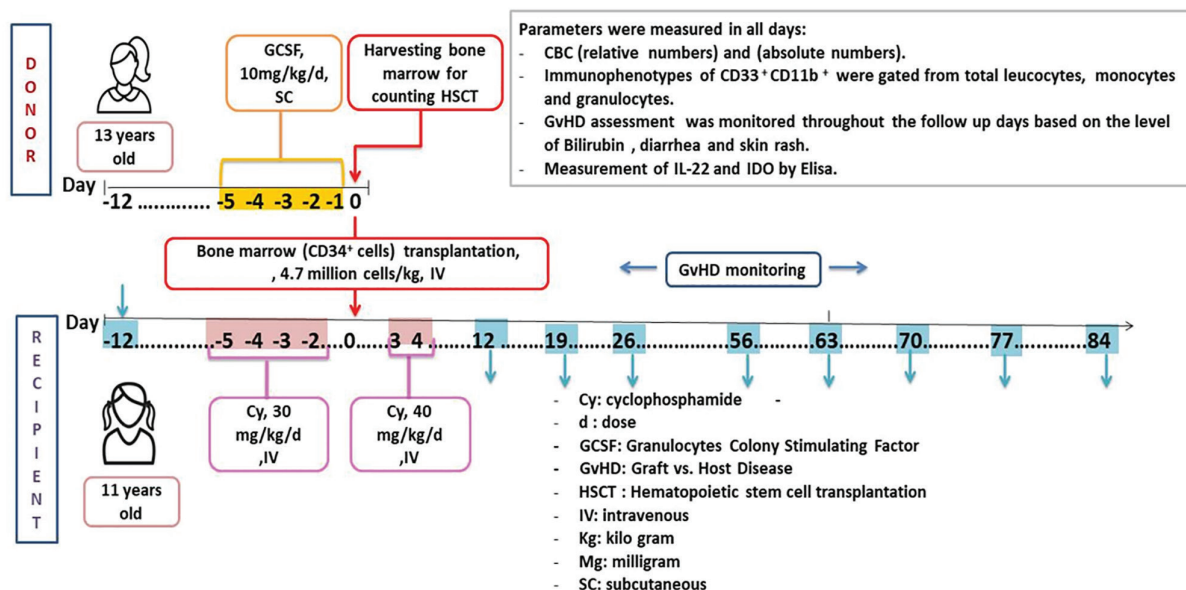 DONOR
13 years
old
GCSF,
10mg/kg/d,
SC
Harvesting bone
marrow for
counting HSCT
Parameters were measured in all days:
- CBC (relative numbers) and (absolute numbers).
- Immunophenotypes of CD33⁺CD11b⁺ were gated from total leucocytes, monocytes
and granulocytes.
- GvHD assessment was monitored throughout the follow up days based on the level
of Bilirubin , diarrhea and skin rash.
- Measurement of IL-22 and IDO by Elisa.
Day
-12 ............ -5 -4 -3 -2 -1 0
Bone marrow (CD34⁺ cells) transplantation,
, 4.7 million cells/kg, IV
GvHD monitoring
RECIPIENT
Day
-12............-5 -4 -3 -2...0......3 4........12.........19.........26..............56.........63..........70..........77............84
Cy, 30
mg/kg/d
,IV
Cy, 40
mg/kg/d
,IV
11 years
old
- Cy: cyclophosphamide -
- d : dose
- GCSF: Granulocytes Colony Stimulating Factor
- GvHD: Graft vs. Host Disease
- HSCT : Hematopoietic stem cell transplantation
- IV: intravenous
- Kg: kilo gram
- Mg: milligram
- SC: subcutaneous